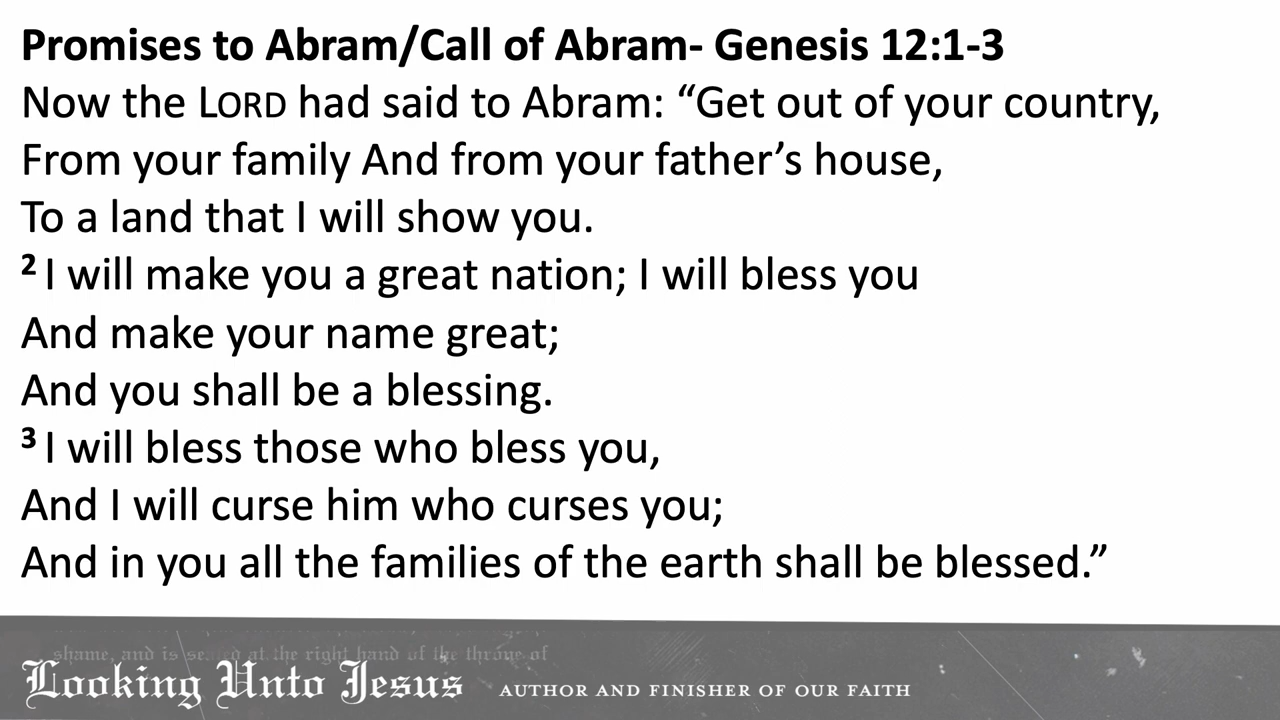 Promises to Abram/Call of Abram- Genesis 12:1-3
Now the LORD had said to Abram: “Get out of your country,
From your family And from your father’s house,
To a land that I will show you.
² I will make you a great nation; I will bless you
And make your name great;
And you shall be a blessing.
³ I will bless those who bless you,
And I will curse him who curses you;
And in you all the families of the earth shall be blessed.”
shame, and is seated at the right hand of the throne of
Looking Unto Jesus AUTHOR AND FINISHER OF OUR FAITH